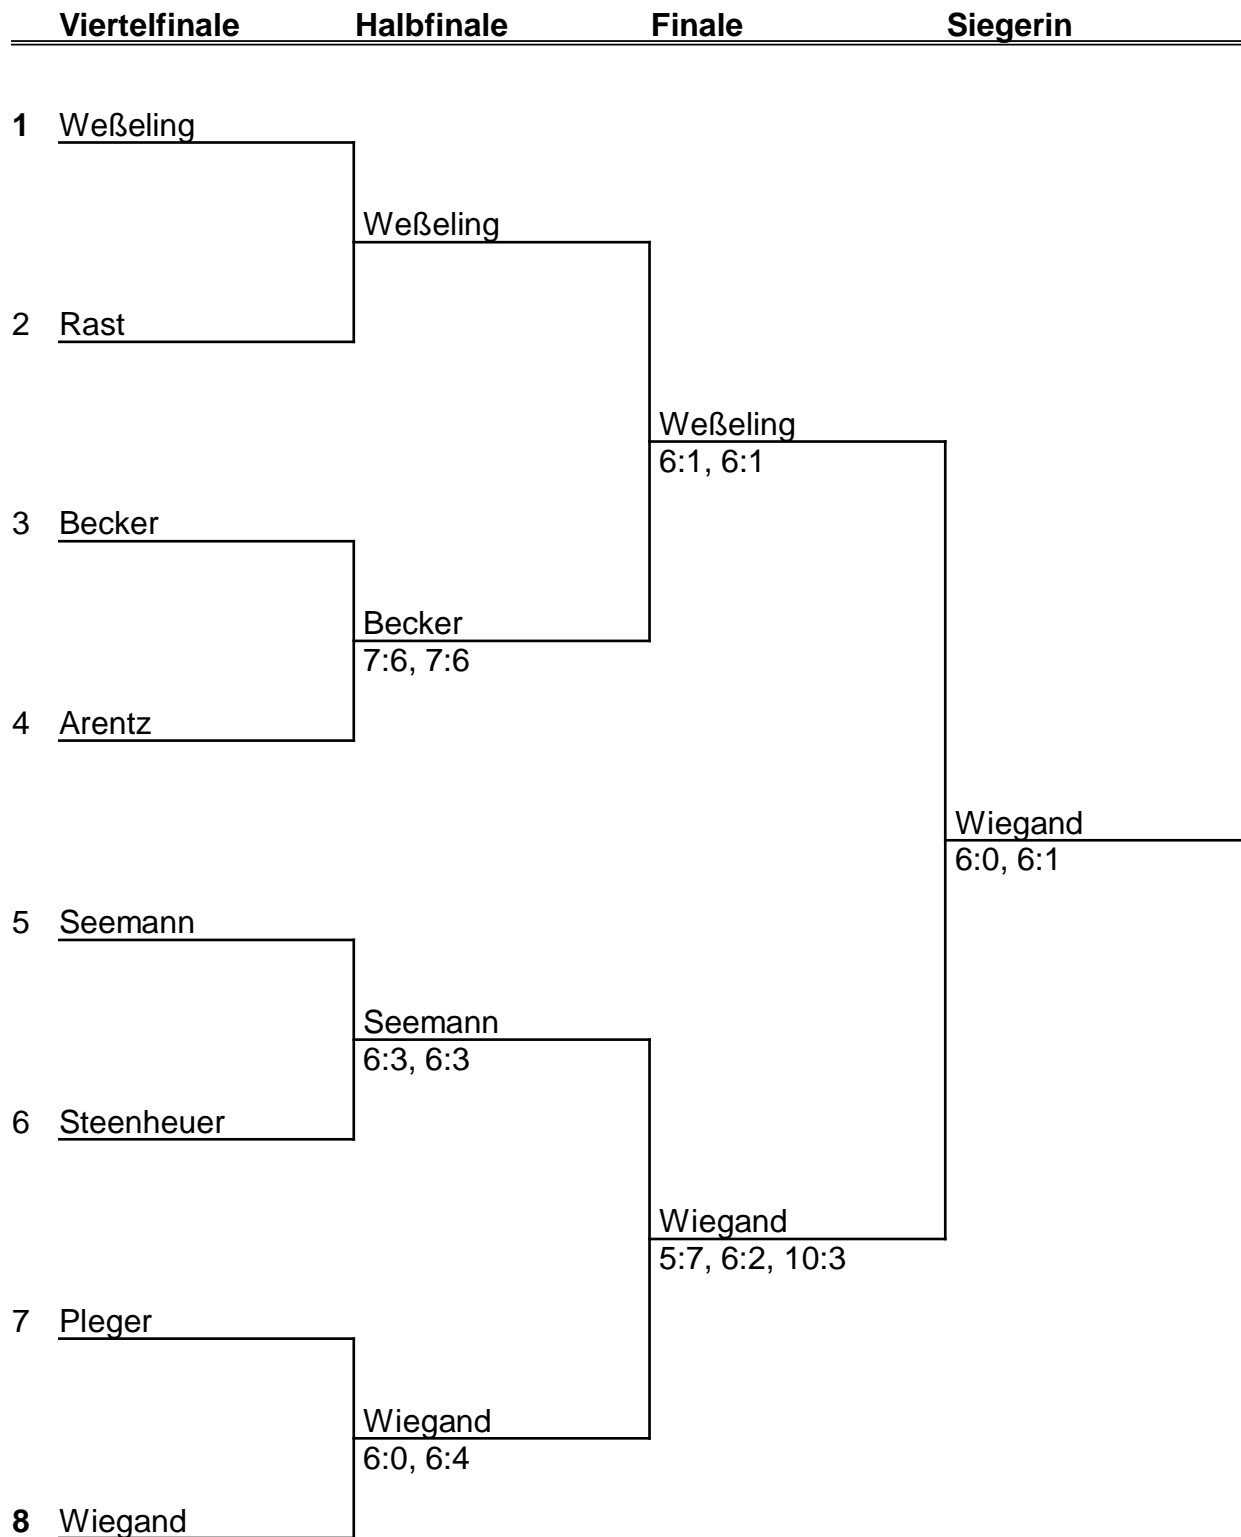 Viertelfinale Halbfinale Finale Siegerin
1 Weßeling
Weßeling
2 Rast
Weßeling
6:1, 6:1
3 Becker
Becker
7:6, 7:6
4 Arentz
Wiegand
6:0, 6:1
5 Seemann
Seemann
6:3, 6:3
6 Steenheuer
Wiegand
5:7, 6:2, 10:3
7 Pleger
Wiegand
6:0, 6:4
8 Wiegand